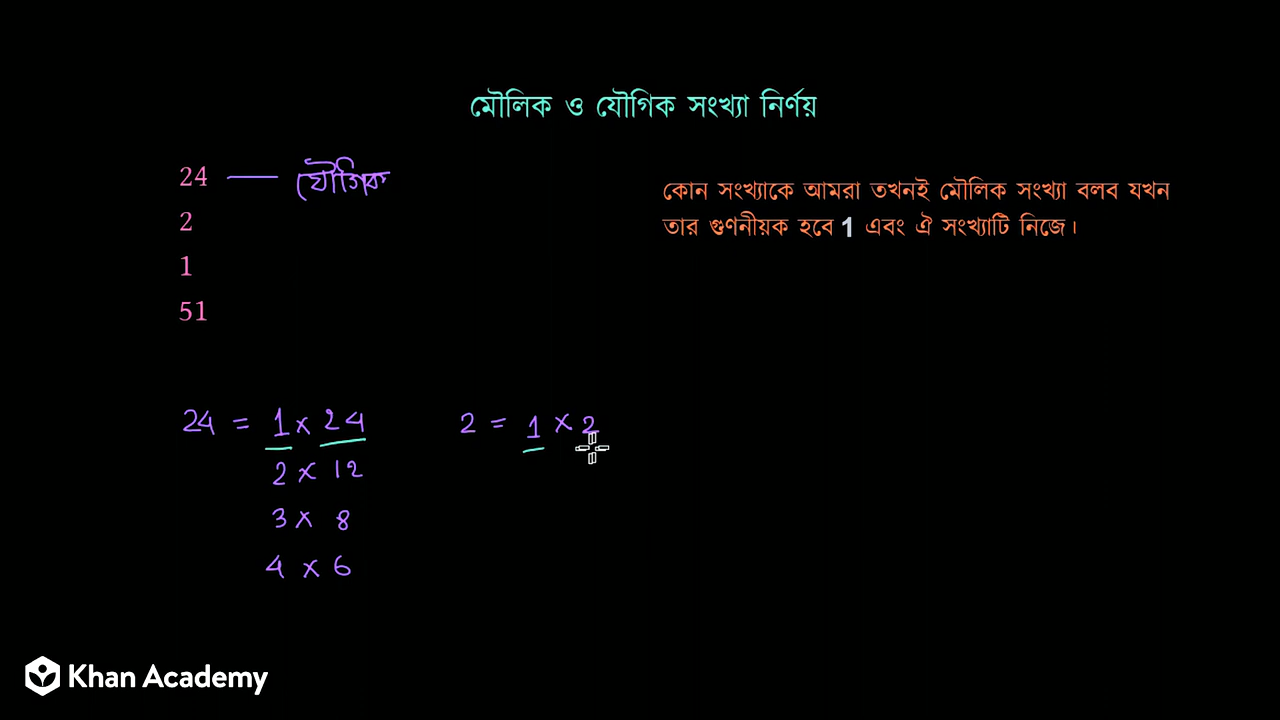 মৌলিক ও যৌগিক সংখ্যা নির্ণয়
24 — যৌগিক
2
1
51
কোন সংখ্যাকে আমরা তখনই মৌলিক সংখ্যা বলব যখন
তার গুণনীয়ক হবে 1 এবং ঐ সংখ্যাটি নিজে।
24 = 1 × 24
2 × 12
3 × 8
4 × 6
2 = 1 × 2
Khan Academy